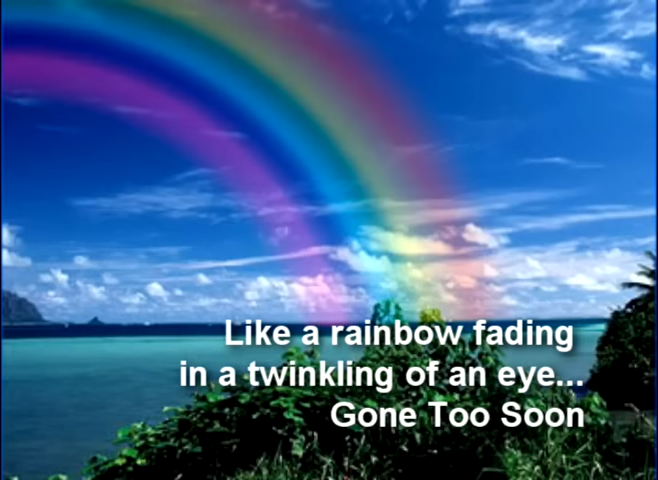 Like a rainbow fading
in a twinkling of an eye...
Gone Too Soon